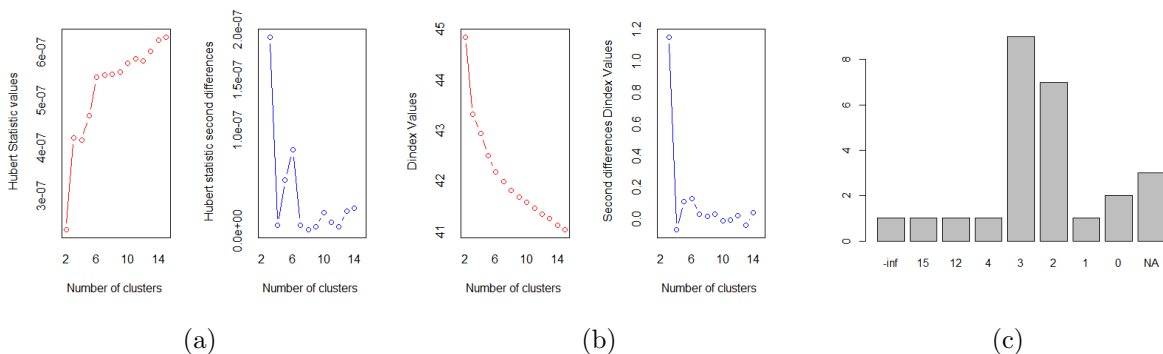 Hubert Statistic values
3e-07 4e-07 5e-07 6e-07
2 6 10 14
Number of clusters
Hubert statistic second differences
0.0e+00 1.0e-07 1.5e-07 2.0e-07
2 6 10 14
Number of clusters
(a)
Dindex Values
41 42 43 44 45
2 6 10 14
Number of clusters
Second differences Dindex Values
0.0 0.2 0.4 0.6 0.8 1.0 1.2
2 6 10 14
Number of clusters
(b)
0 2 4 6 8
-inf 15 12 4 3 2 1 0 NA
(c)